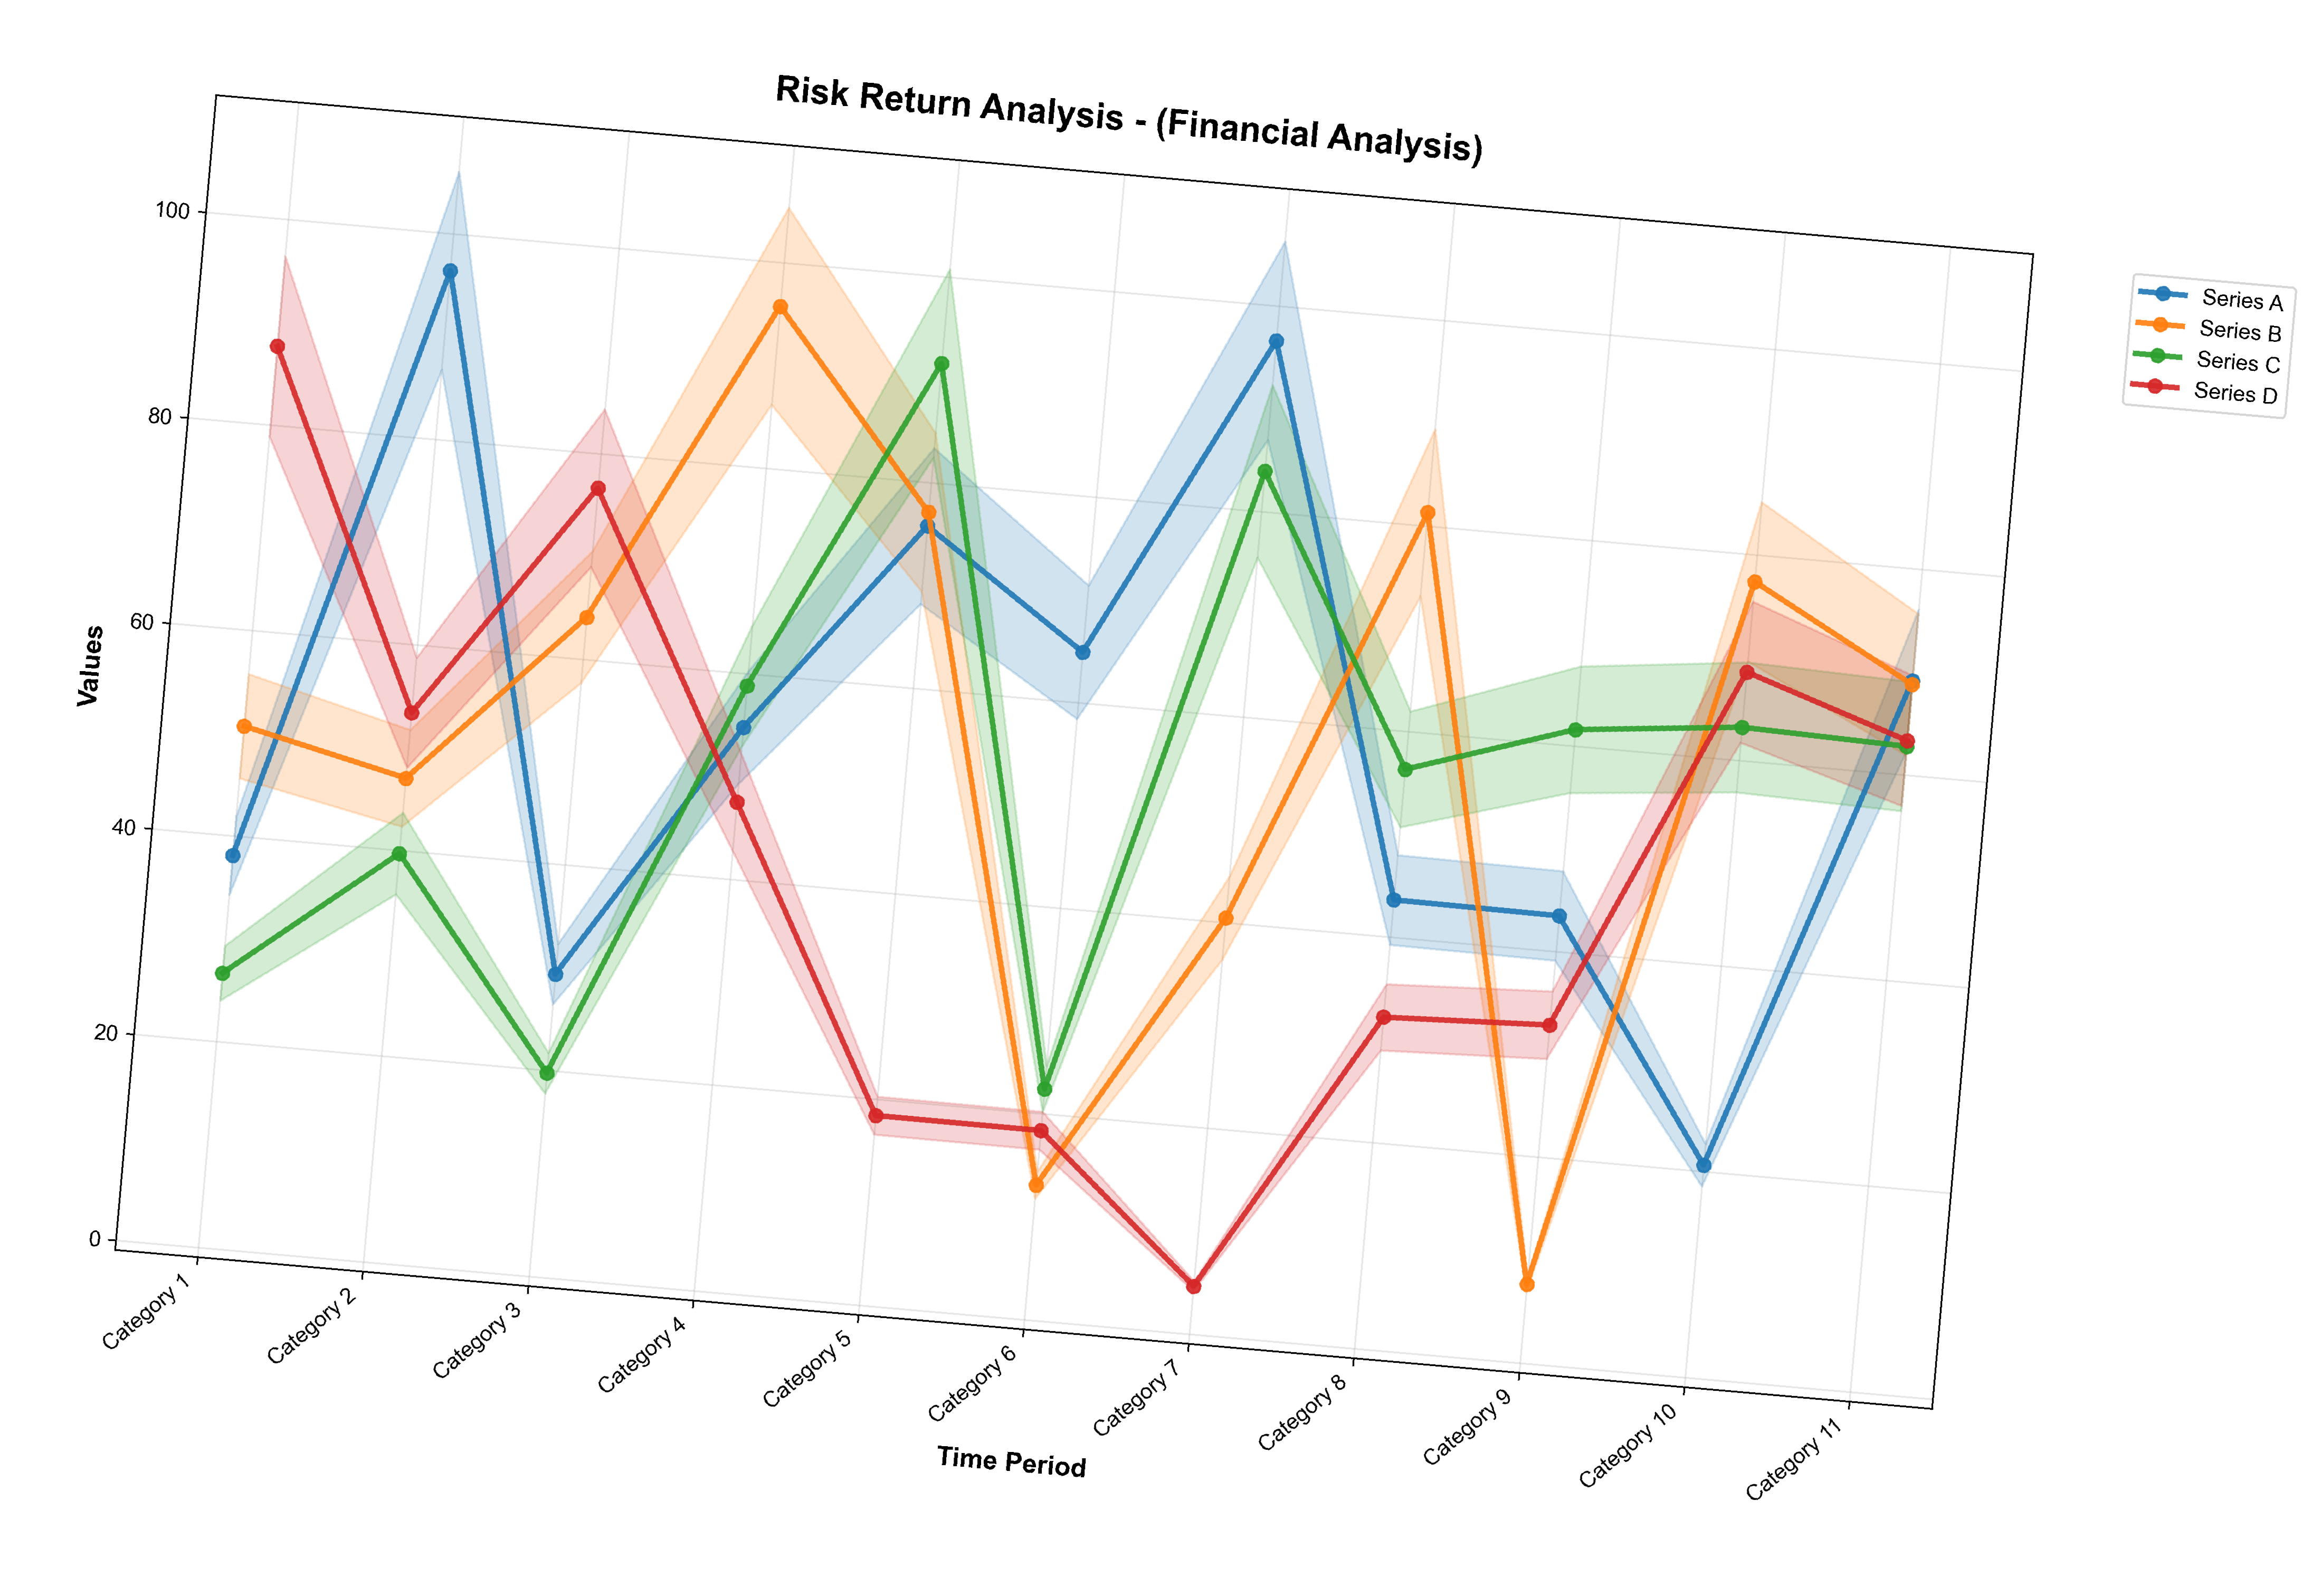 Risk Return Analysis - (Financial Analysis)
Values
100
80
60
40
20
0
Category 1
Category 2
Category 3
Category 4
Category 5
Category 6
Category 7
Category 8
Category 9
Category 10
Category 11
Time Period
Series A
Series B
Series C
Series D